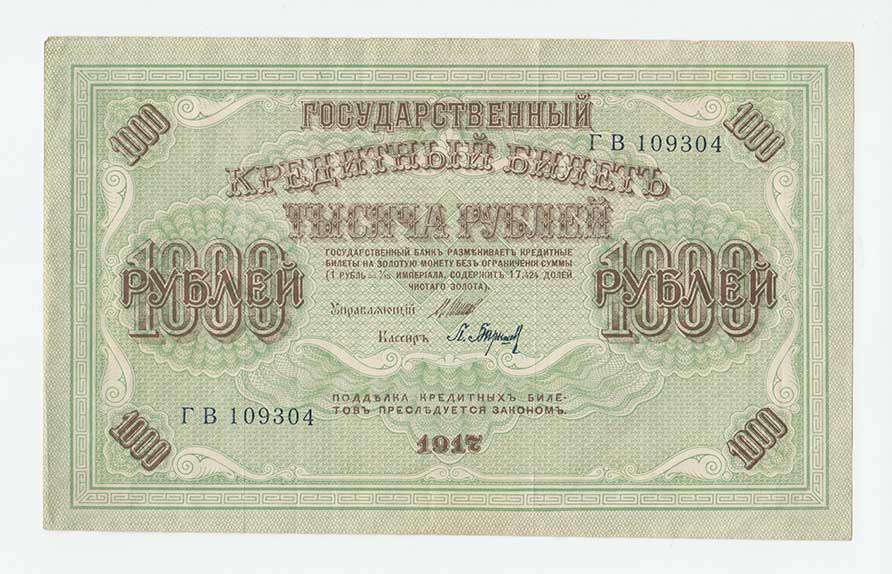 ГОСУДАРСТВЕННЫЙ
1000
1000
ГВ 109304
КРЕДИТНЫЙ БИЛЕТЪ
ТЫСЯЧА РУБЛЕЙ
ГОСУДАРСТВЕННЫЙ БАНКЪ РАЗМѢНИВАЕТЪ КРЕДИТНЫЕ
БИЛЕТЫ НА ЗОЛОТУЮ МОНЕТУ БЕЗЪ ОГРАНИЧЕНІЯ СУММЫ
(1 РУБЛЬ = 1/15 ИМПЕРІАЛА, СОДЕРЖИТЪ 17,424 ДОЛЕЙ
ЧИСТАГО ЗОЛОТА).
1000
РУБЛЕЙ
1000
РУБЛЕЙ
Управляющій
Кассиръ
ПОДДѢЛКА КРЕДИТНЫХЪ БИЛЕ-
ТОВЪ ПРЕСЛѢДУЕТСЯ ЗАКОНОМЪ.
ГВ 109304
1917
1000
1000